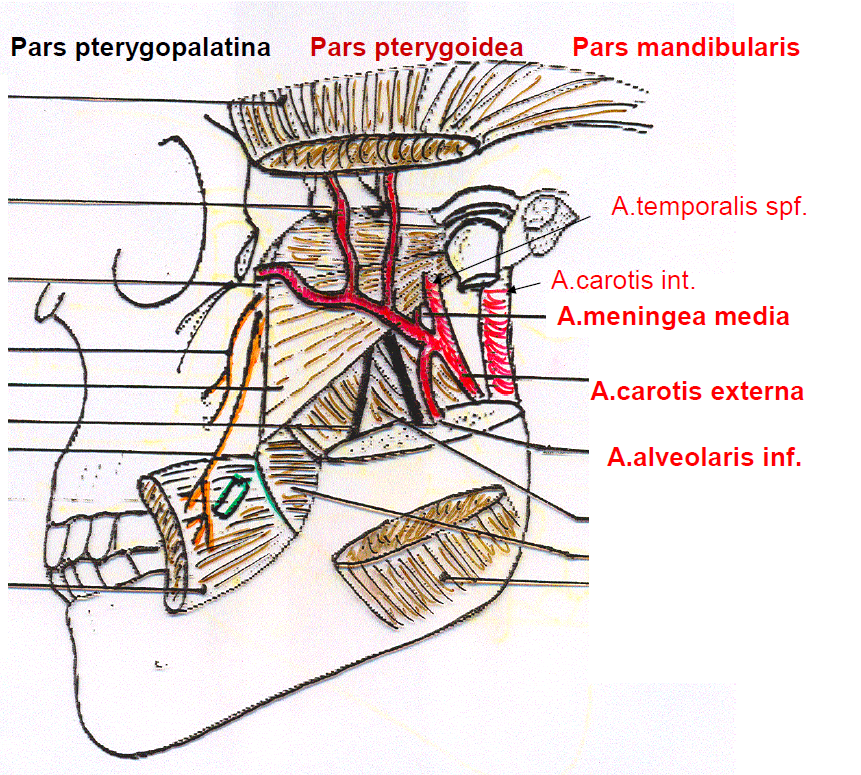 Pars pterygopalatina Pars pterygoidea Pars mandibularis
A.temporalis spf.
A.carotis int.
A.meningea media
A.carotis externa
A.alveolaris inf.